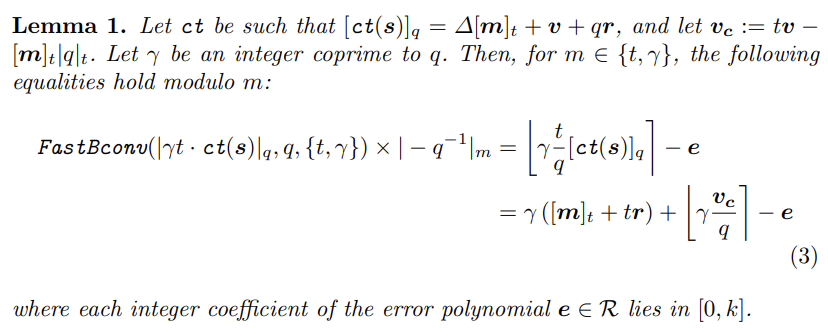 Lemma 1. Let ct be such that [ct(s)]_q = Δ[m]_t + v + qr, and let v_c := tv −
[m]_t|q|_t. Let γ be an integer coprime to q. Then, for m ∈ {t, γ}, the following
equalities hold modulo m:
FastBconv(|γt · ct(s)|_q, q, {t, γ}) × | − q^{−1}|_m = ⌊γ \frac{t}{q}[ct(s)]_q⌉ − e
= γ ([m]_t + tr) + ⌊γ \frac{v_c}{q}⌉ − e
(3)
where each integer coefficient of the error polynomial e ∈ R lies in [0, k].